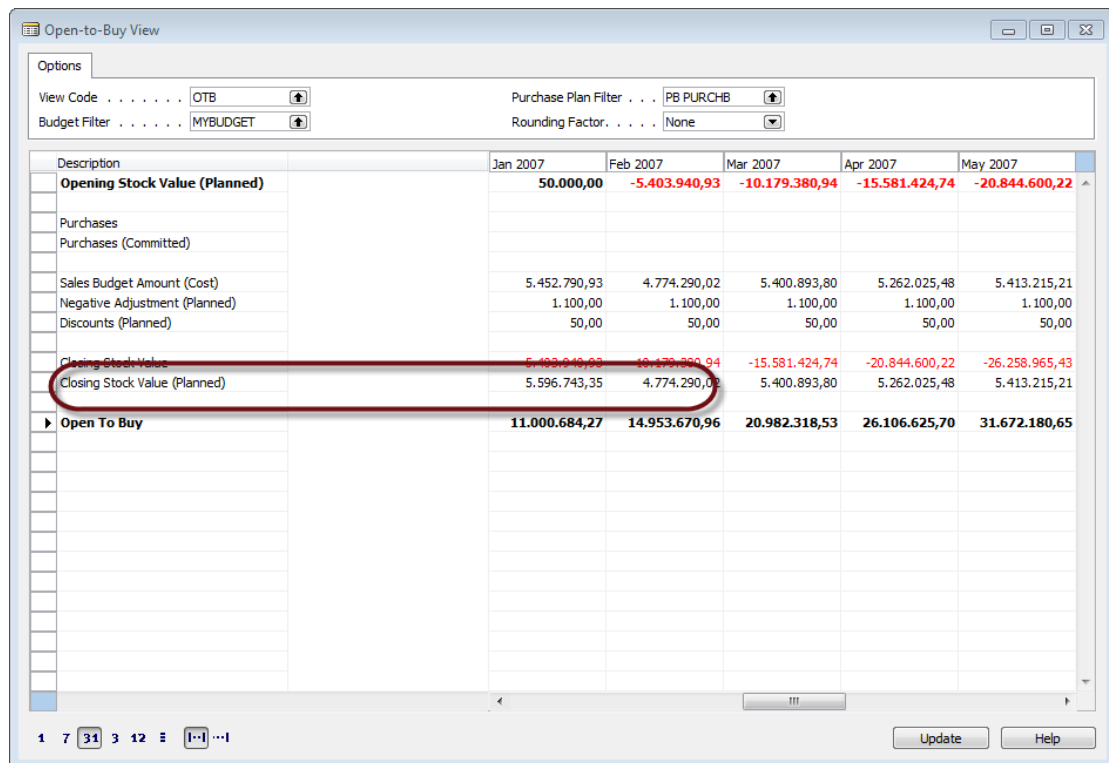 Open-to-Buy View
Options
View Code . . . . . . . OTB Purchase Plan Filter . . . PB PURCHB
Budget Filter . . . . . . MYBUDGET Rounding Factor. . . . . None
Description Jan 2007 Feb 2007 Mar 2007 Apr 2007 May 2007
Opening Stock Value (Planned) 50.000,00 -5.403.940,93 -10.179.380,94 -15.581.424,74 -20.844.600,22
Purchases
Purchases (Committed)
Sales Budget Amount (Cost) 5.452.790,93 4.774.290,02 5.400.893,80 5.262.025,48 5.413.215,21
Negative Adjustment (Planned) 1.100,00 1.100,00 1.100,00 1.100,00 1.100,00
Discounts (Planned) 50,00 50,00 50,00 50,00 50,00
Closing Stock Value -5.403.940,93 -10.179.380,94 -15.581.424,74 -20.844.600,22 -26.258.965,43
Closing Stock Value (Planned) 5.596.743,35 4.774.290,02 5.400.893,80 5.262.025,48 5.413.215,21
Open To Buy 11.000.684,27 14.953.670,96 20.982.318,53 26.106.625,70 31.672.180,65
1 7 31 3 12
Update Help